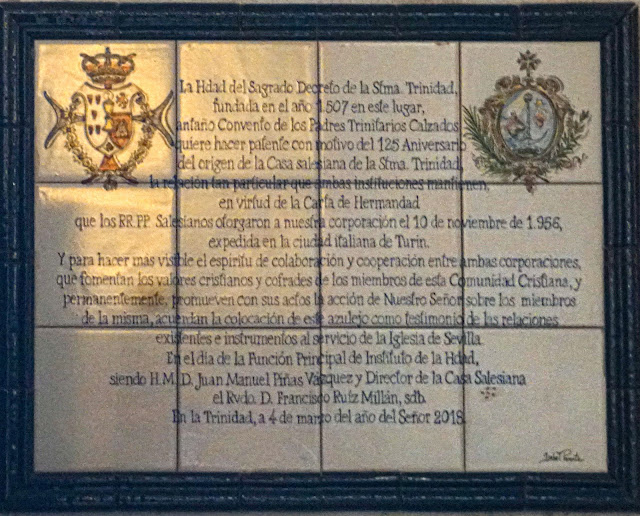 La Hdad del Sagrado Decreto de la Stma. Trinidad,
fundada en el año 1.507 en este lugar,
antaño Convento de los Padres Trinitarios Calzados
quiere hacer patente con motivo del 125 Aniversario
del origen de la Casa salesiana de la Stma. Trinidad,
la relación tan particular que ambas instituciones mantienen,
en virtud de la Carta de Hermandad
que los RR.PP. Salesianos otorgaron a nuestra corporación el 10 de noviembre de 1.956,
expedida en la ciudad italiana de Turín.
Y para hacer mas visible el espíritu de colaboración y cooperación entre ambas corporaciones,
que fomentan los valores cristianos y cofrades de los miembros de esta Comunidad Cristiana, y
permanentemente, promueven con sus actos la acción de Nuestro Señor sobre los miembros
de la misma, acuerdan la colocación de este azulejo como testimonio de las relaciones
existentes e instrumentos al servicio de la Iglesia de Sevilla.
En el día de la Función Principal de Instituto de la Hdad,
siendo H.M. D. Juan Manuel Piñas Vázquez y Director de la Casa Salesiana
el Rvdo. D. Francisco Ruiz Millán, sdb.
En la Trinidad, a 4 de marzo del año del Señor 2018.